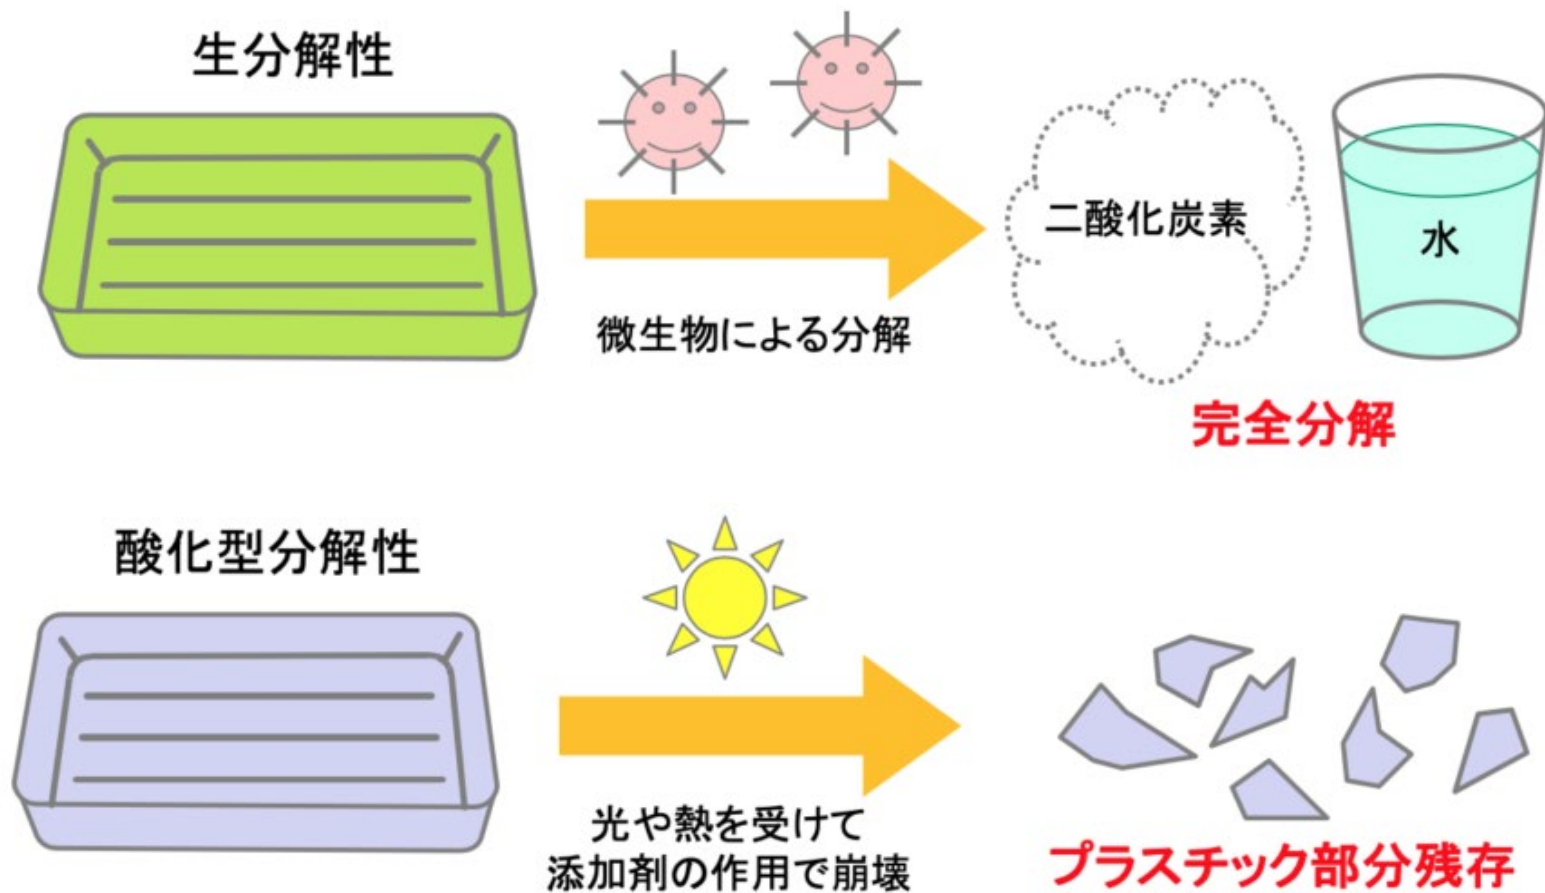 生分解性
微生物による分解
二酸化炭素
水
完全分解
酸化型分解性
光や熱を受けて
添加剤の作用で崩壊
プラスチック部分残存